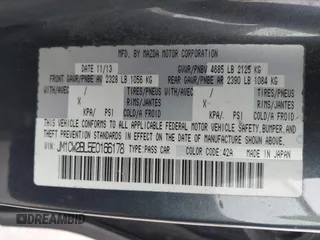 MFD. BY MAZDA MOTOR CORPORATION
DATE 11/13 GVWR/PNBV 4685 LB 2125 KG
FRONT GAWR/PNBE AV 2328 LB 1056 KG REAR GAWR/PNBE AR 2390 LB 1084 KG
WITH/AVEC / TIRES/PNEUS WITH/AVEC / TIRES/PNEUS
X RIMS/JANTES X RIMS/JANTES
KPA/ PSI COLD/A FROID KPA/ PSI COLD/A FROID
THIS VEHICLE CONFORMS TO ALL APPLICABLE FEDERAL MOTOR VEHICLE SAFETY, BUMPER, AND
THEFT PREVENTION STANDARDS IN EFFECT ON THE DATE OF MANUFACTURE SHOWN ABOVE.
VIN: JM1CW2BL5E0166178 TYPE PASS CAR
COLOR CODE: 42A MADE IN JAPAN
DREAMBID